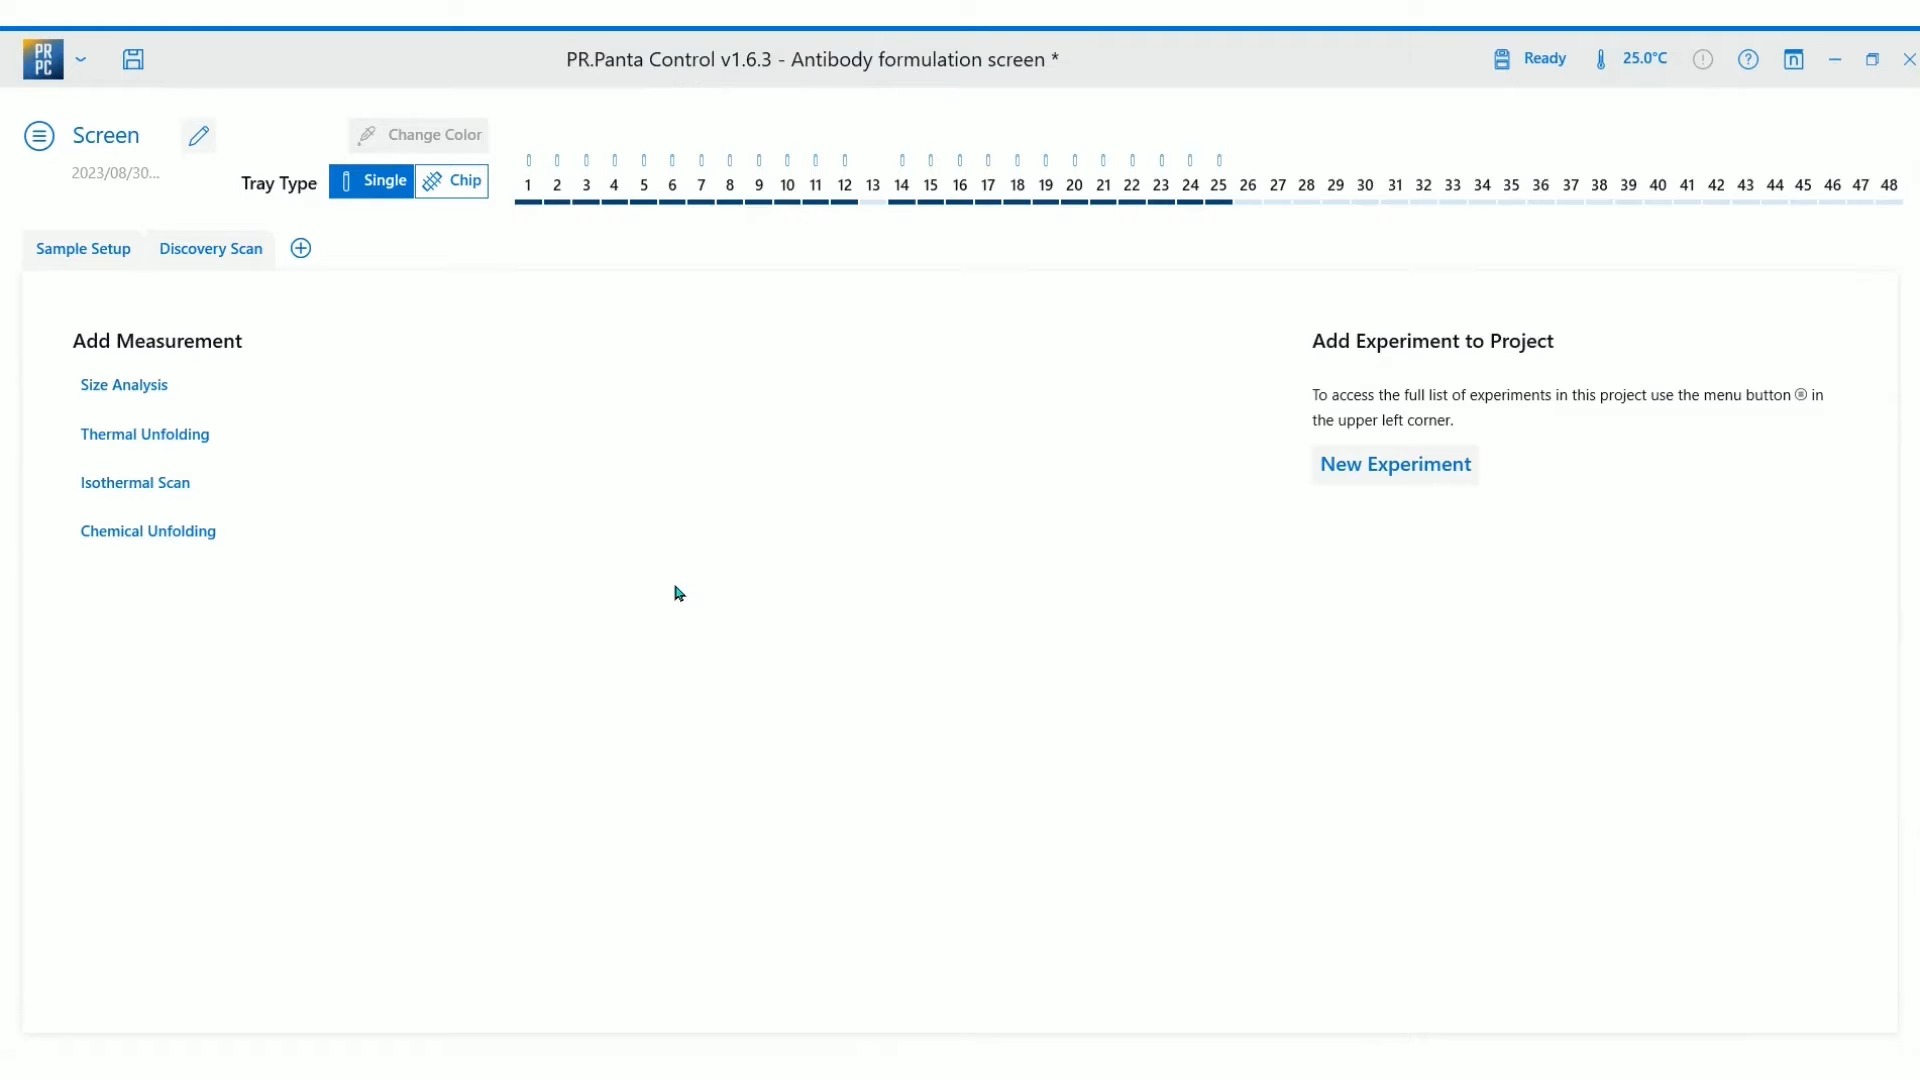 PR
PC
PR.Panta Control v1.6.3 - Antibody formulation screen *
Ready
25.0°C
Screen
Change Color
2023/08/30...
Tray Type
Single
Chip
1 2 3 4 5 6 7 8 9 10 11 12 13 14 15 16 17 18 19 20 21 22 23 24 25 26 27 28 29 30 31 32 33 34 35 36 37 38 39 40 41 42 43 44 45 46 47 48
Sample Setup
Discovery Scan
Add Measurement
Size Analysis
Thermal Unfolding
Isothermal Scan
Chemical Unfolding
Add Experiment to Project
To access the full list of experiments in this project use the menu button ⊜ in
the upper left corner.
New Experiment